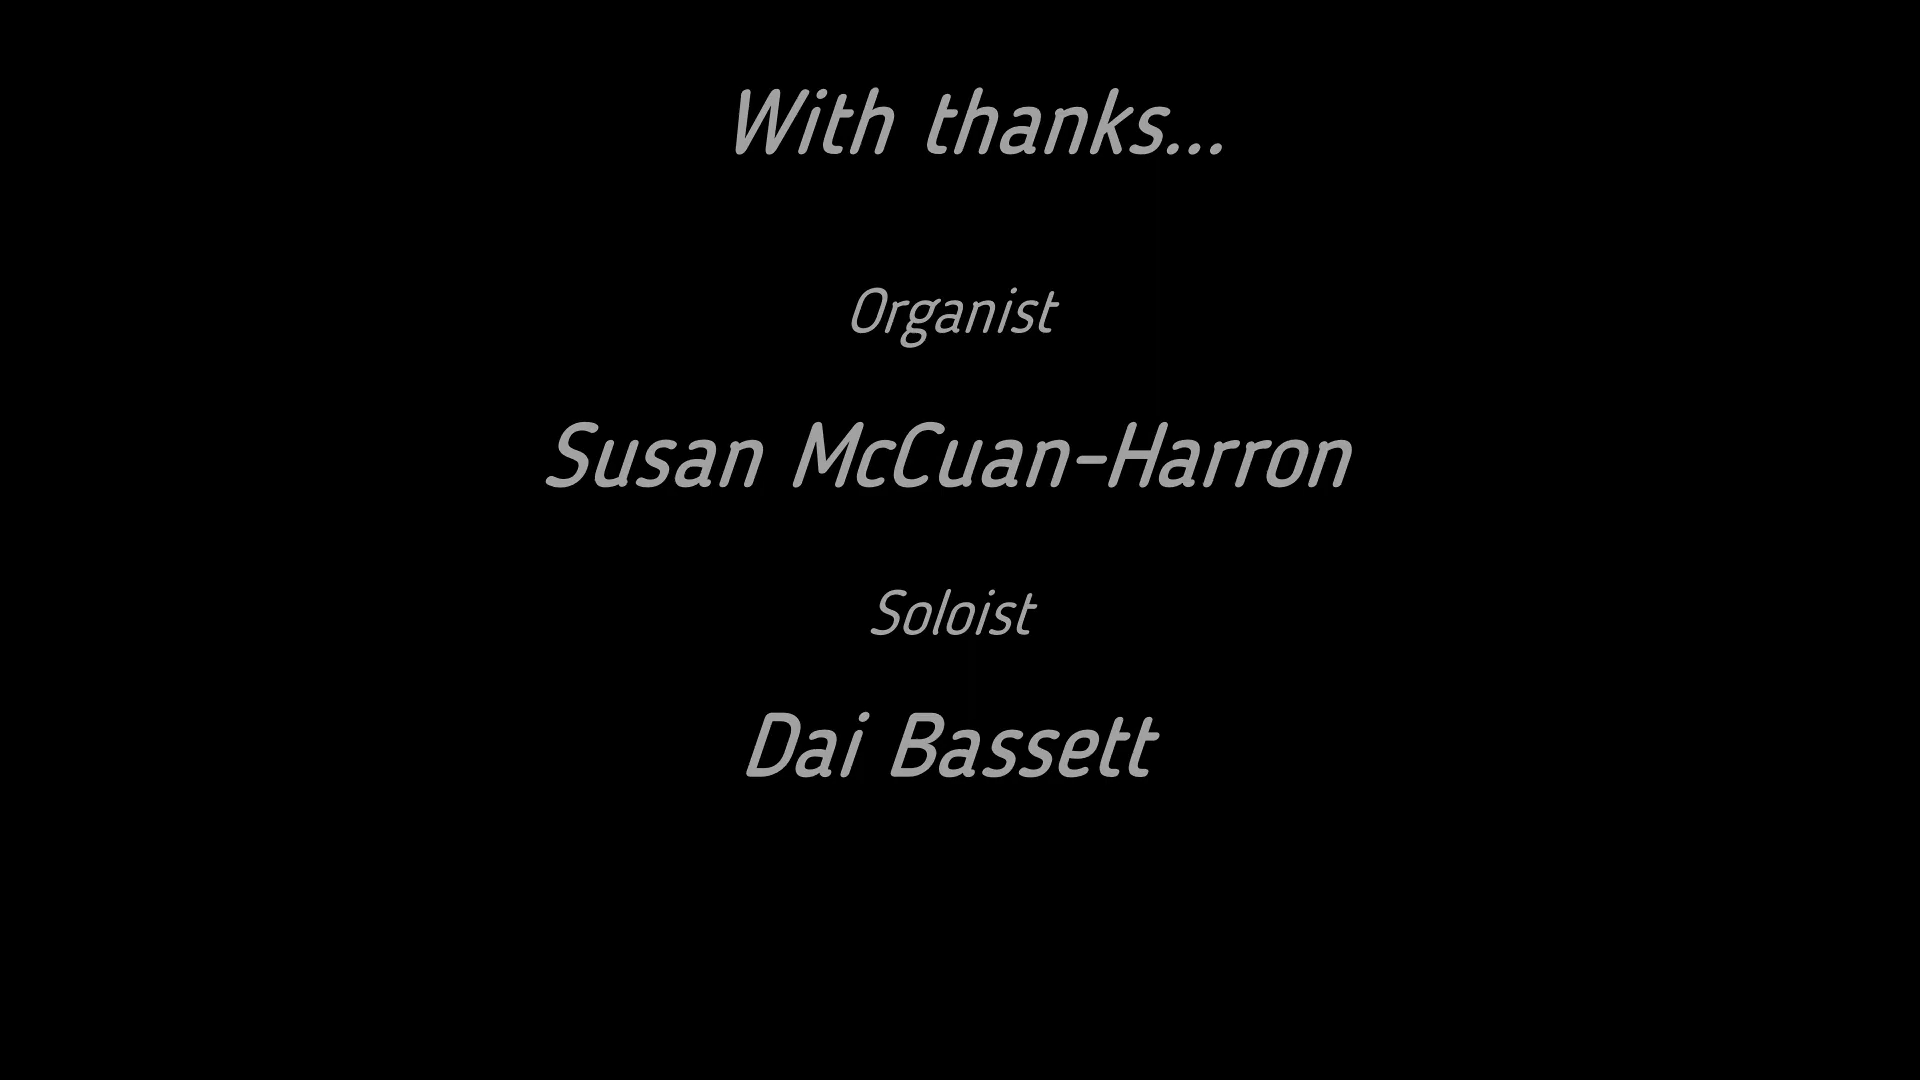 With thanks...
Organist
Susan McCuan-Harron
Soloist
Dai Bassett